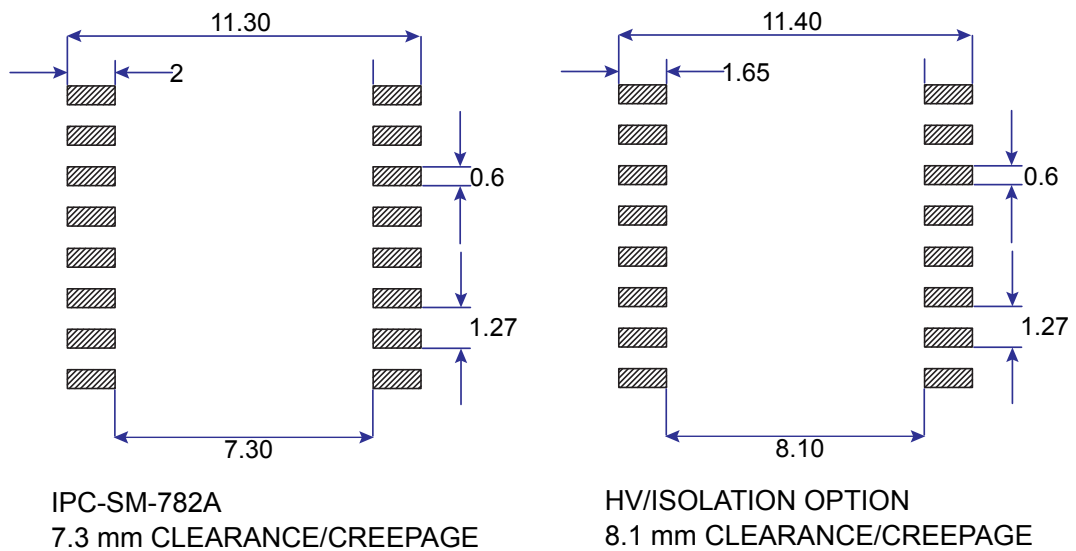 11.30
2
0.6
1.27
7.30
IPC-SM-782A
7.3 mm CLEARANCE/CREEPAGE
11.40
1.65
0.6
1.27
8.10
HV/ISOLATION OPTION
8.1 mm CLEARANCE/CREEPAGE